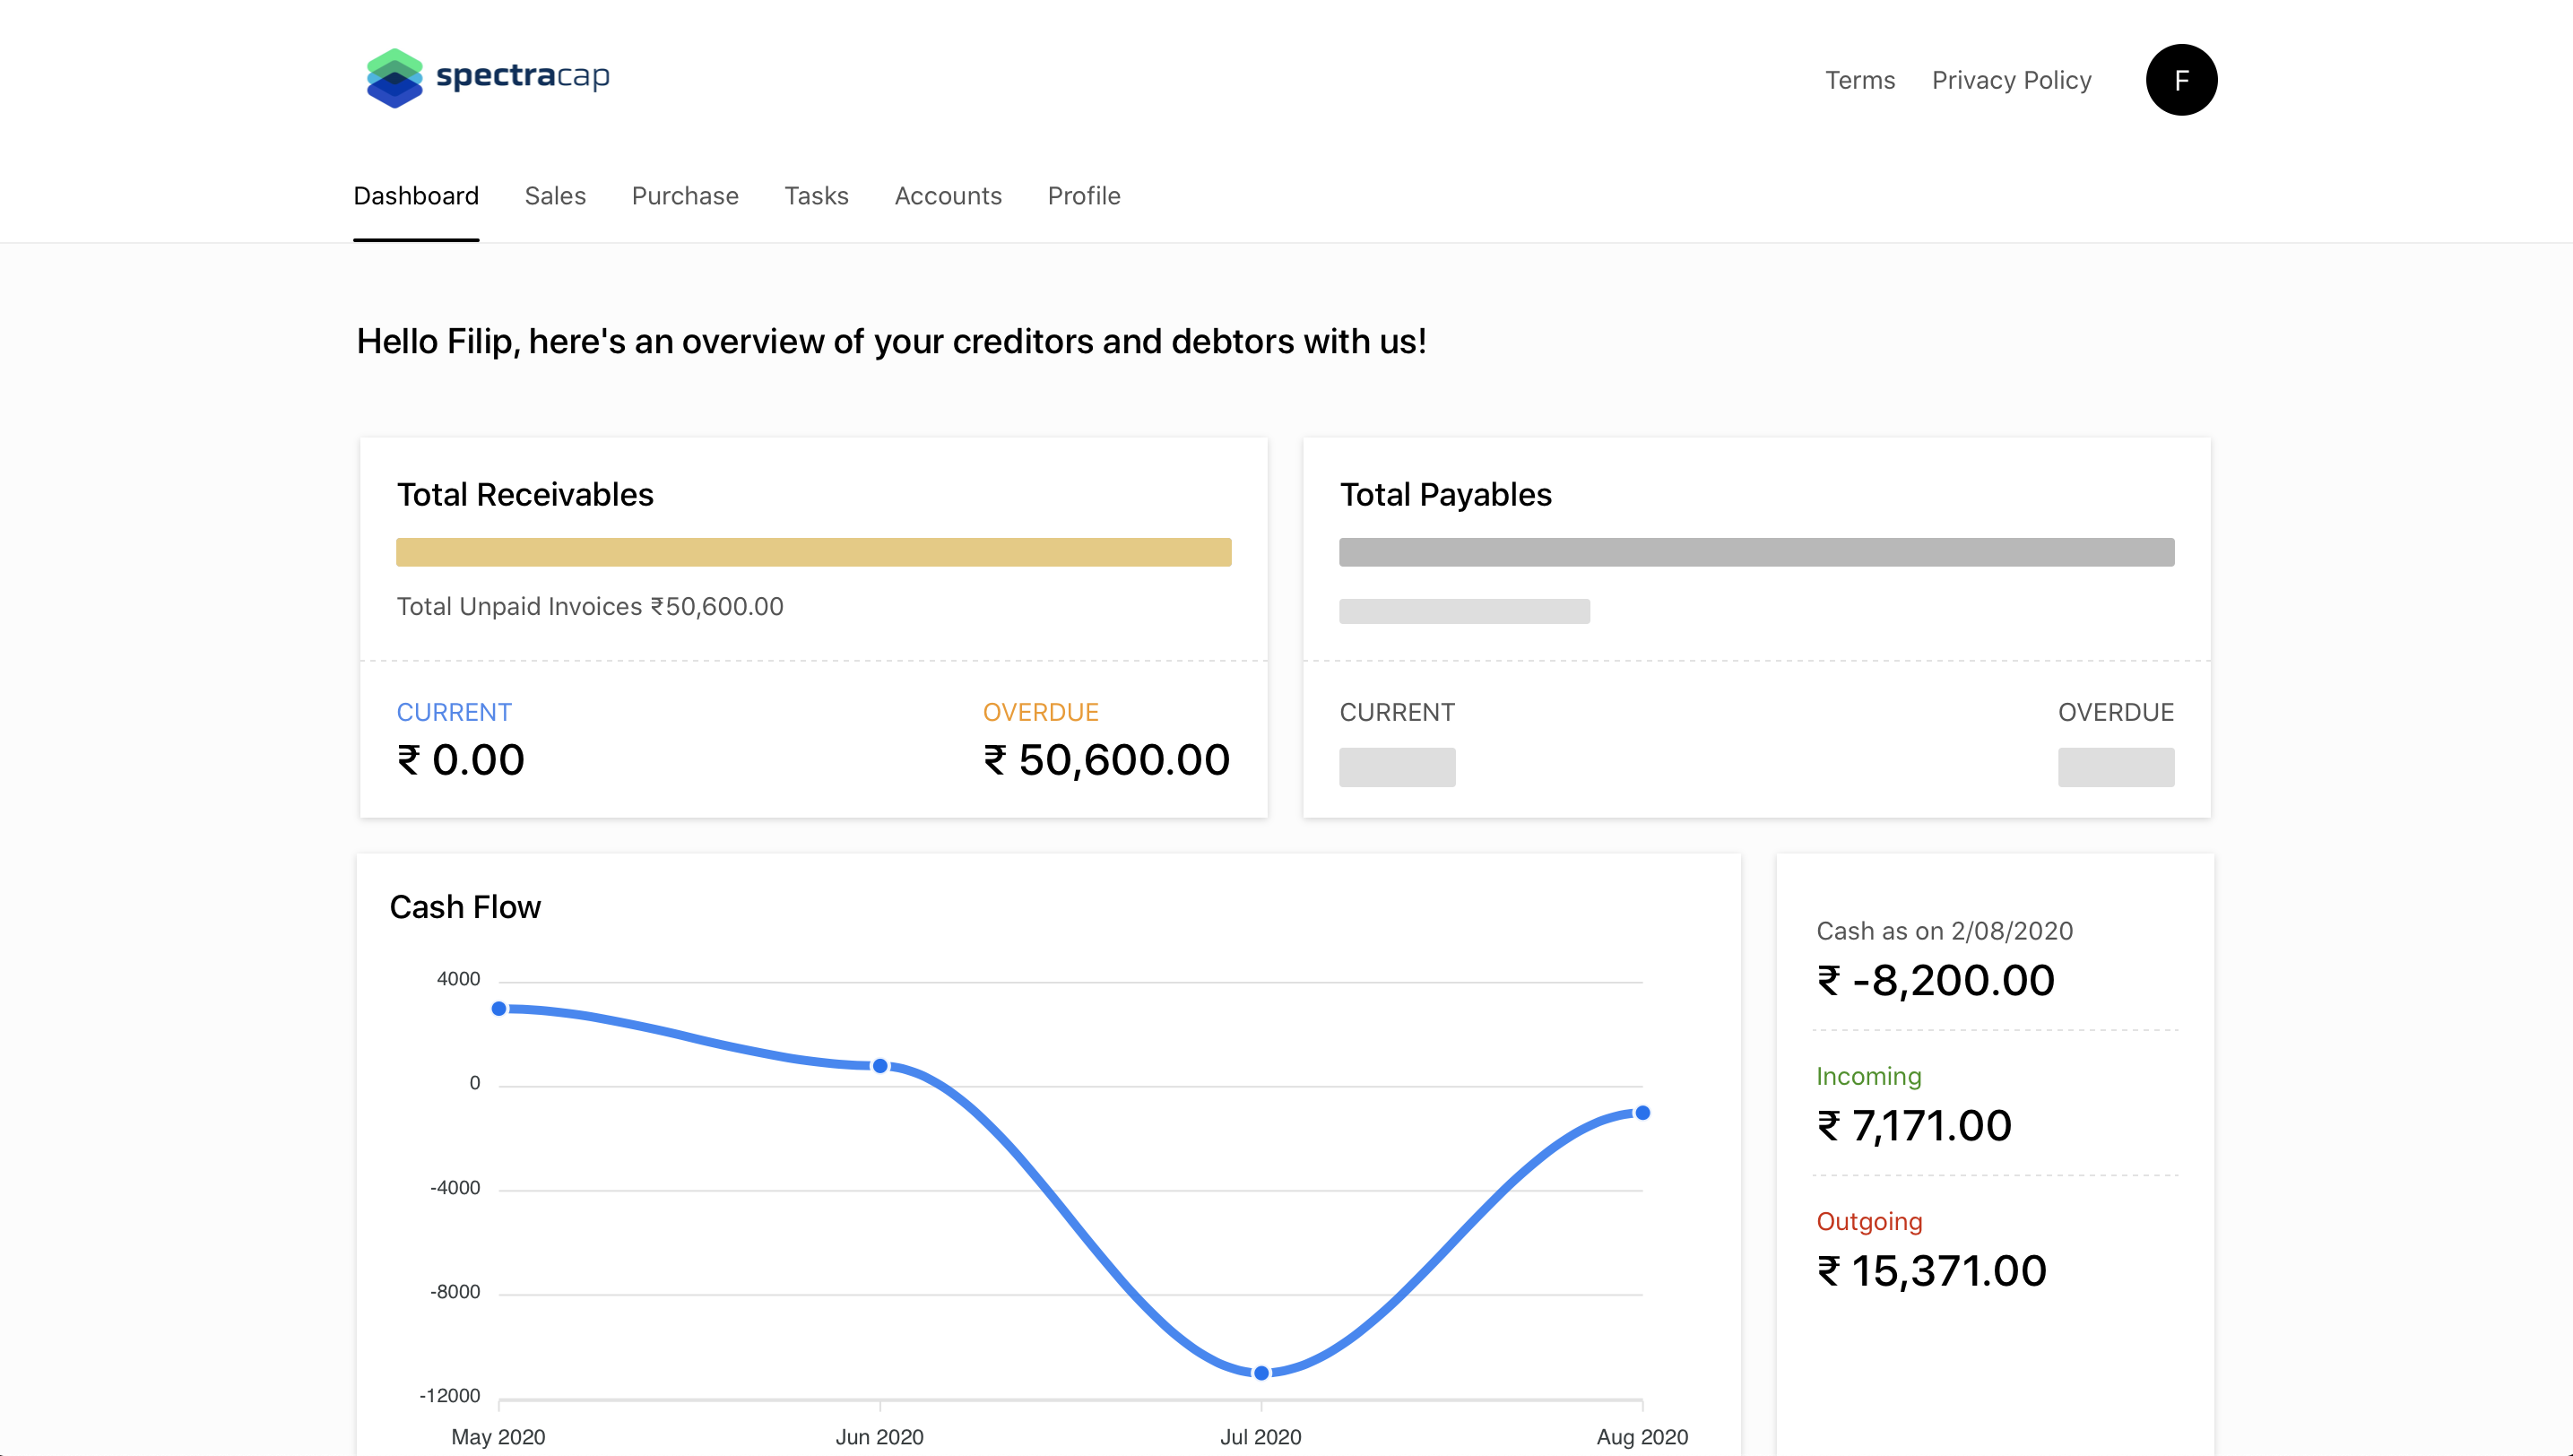 spectracap
Terms Privacy Policy F
Dashboard Sales Purchase Tasks Accounts Profile
Hello Filip, here's an overview of your creditors and debtors with us!
Total Receivables
Total Unpaid Invoices ₹50,600.00
CURRENT OVERDUE
₹ 0.00 ₹ 50,600.00
Total Payables
CURRENT OVERDUE
Cash Flow
4000
0
-4000
-8000
-12000
May 2020 Jun 2020 Jul 2020 Aug 2020
Cash as on 2/08/2020
₹ -8,200.00
Incoming
₹ 7,171.00
Outgoing
₹ 15,371.00